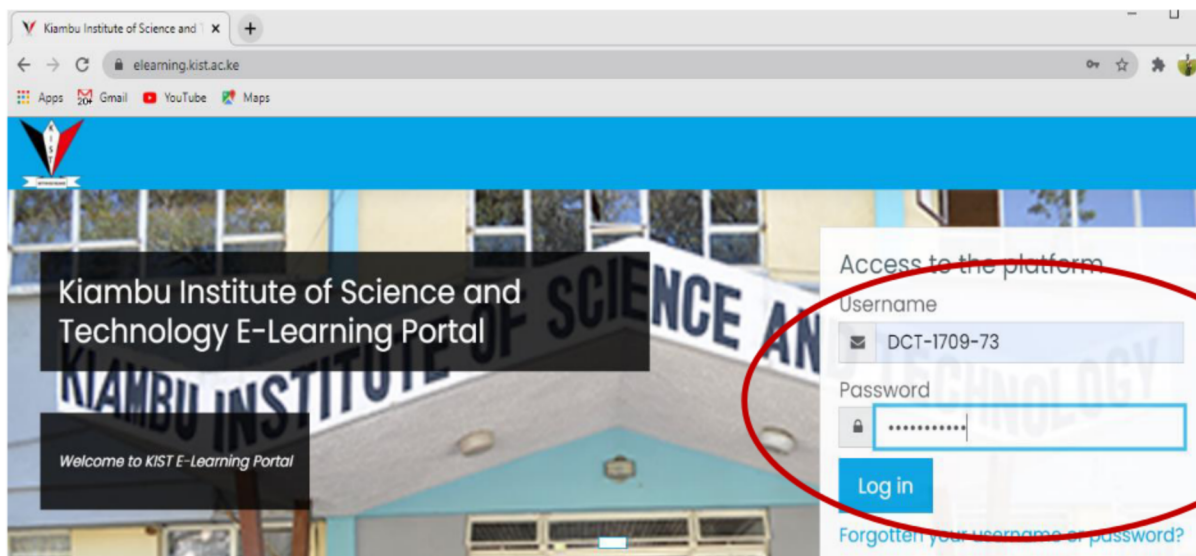 Kiambu Institute of Science and T
elearning.kist.ac.ke
Apps
20+
Gmail
YouTube
Maps
KIST
Kiambu Institute of Science and
Technology E-Learning Portal
KIAMBU INSTITUTE OF SCIENCE AND TECHNOLOGY
Welcome to KIST E-Learning Portal
Access to the platform
Username
DCT-1709-73
Password
•••••••••••
Log in
Forgotten your username or password?